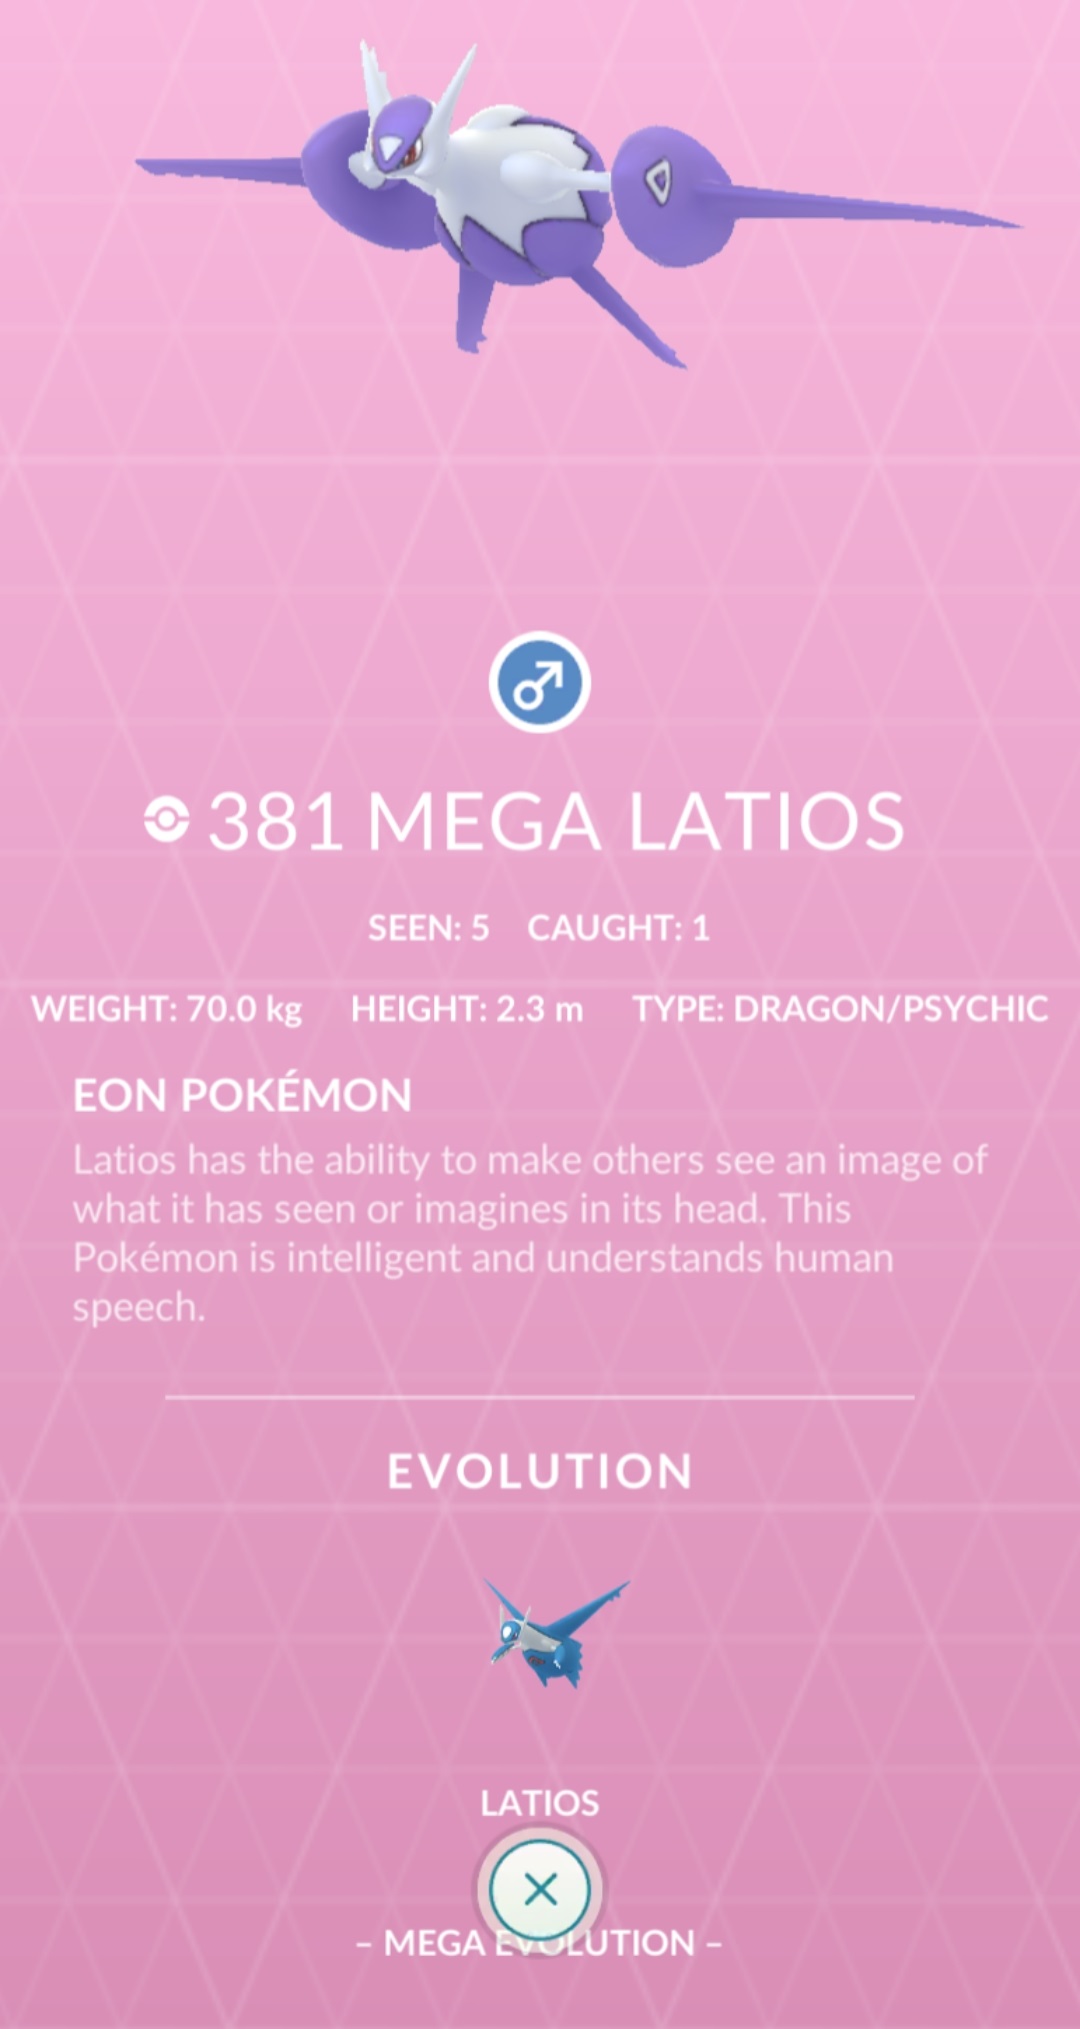 381 MEGA LATIOS
SEEN: 5 CAUGHT: 1
WEIGHT: 70.0 kg HEIGHT: 2.3 m TYPE: DRAGON/PSYCHIC
EON POKÉMON
Latios has the ability to make others see an image of
what it has seen or imagines in its head. This
Pokémon is intelligent and understands human
speech.
EVOLUTION
LATIOS
– MEGA EVOLUTION –